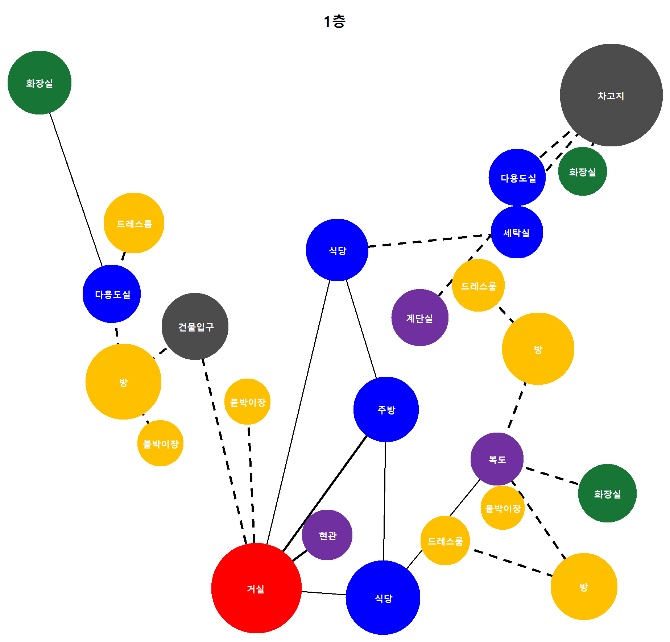 1층
화장실
차고지
다용도실
화장실
드레스룸
세탁실
식당
드레스룸
다용도실
계단실
건물입구
방
방
붙박이장
주방
붙박이장
복도
화장실
붙박이장
현관
드레스룸
거실
방
식당